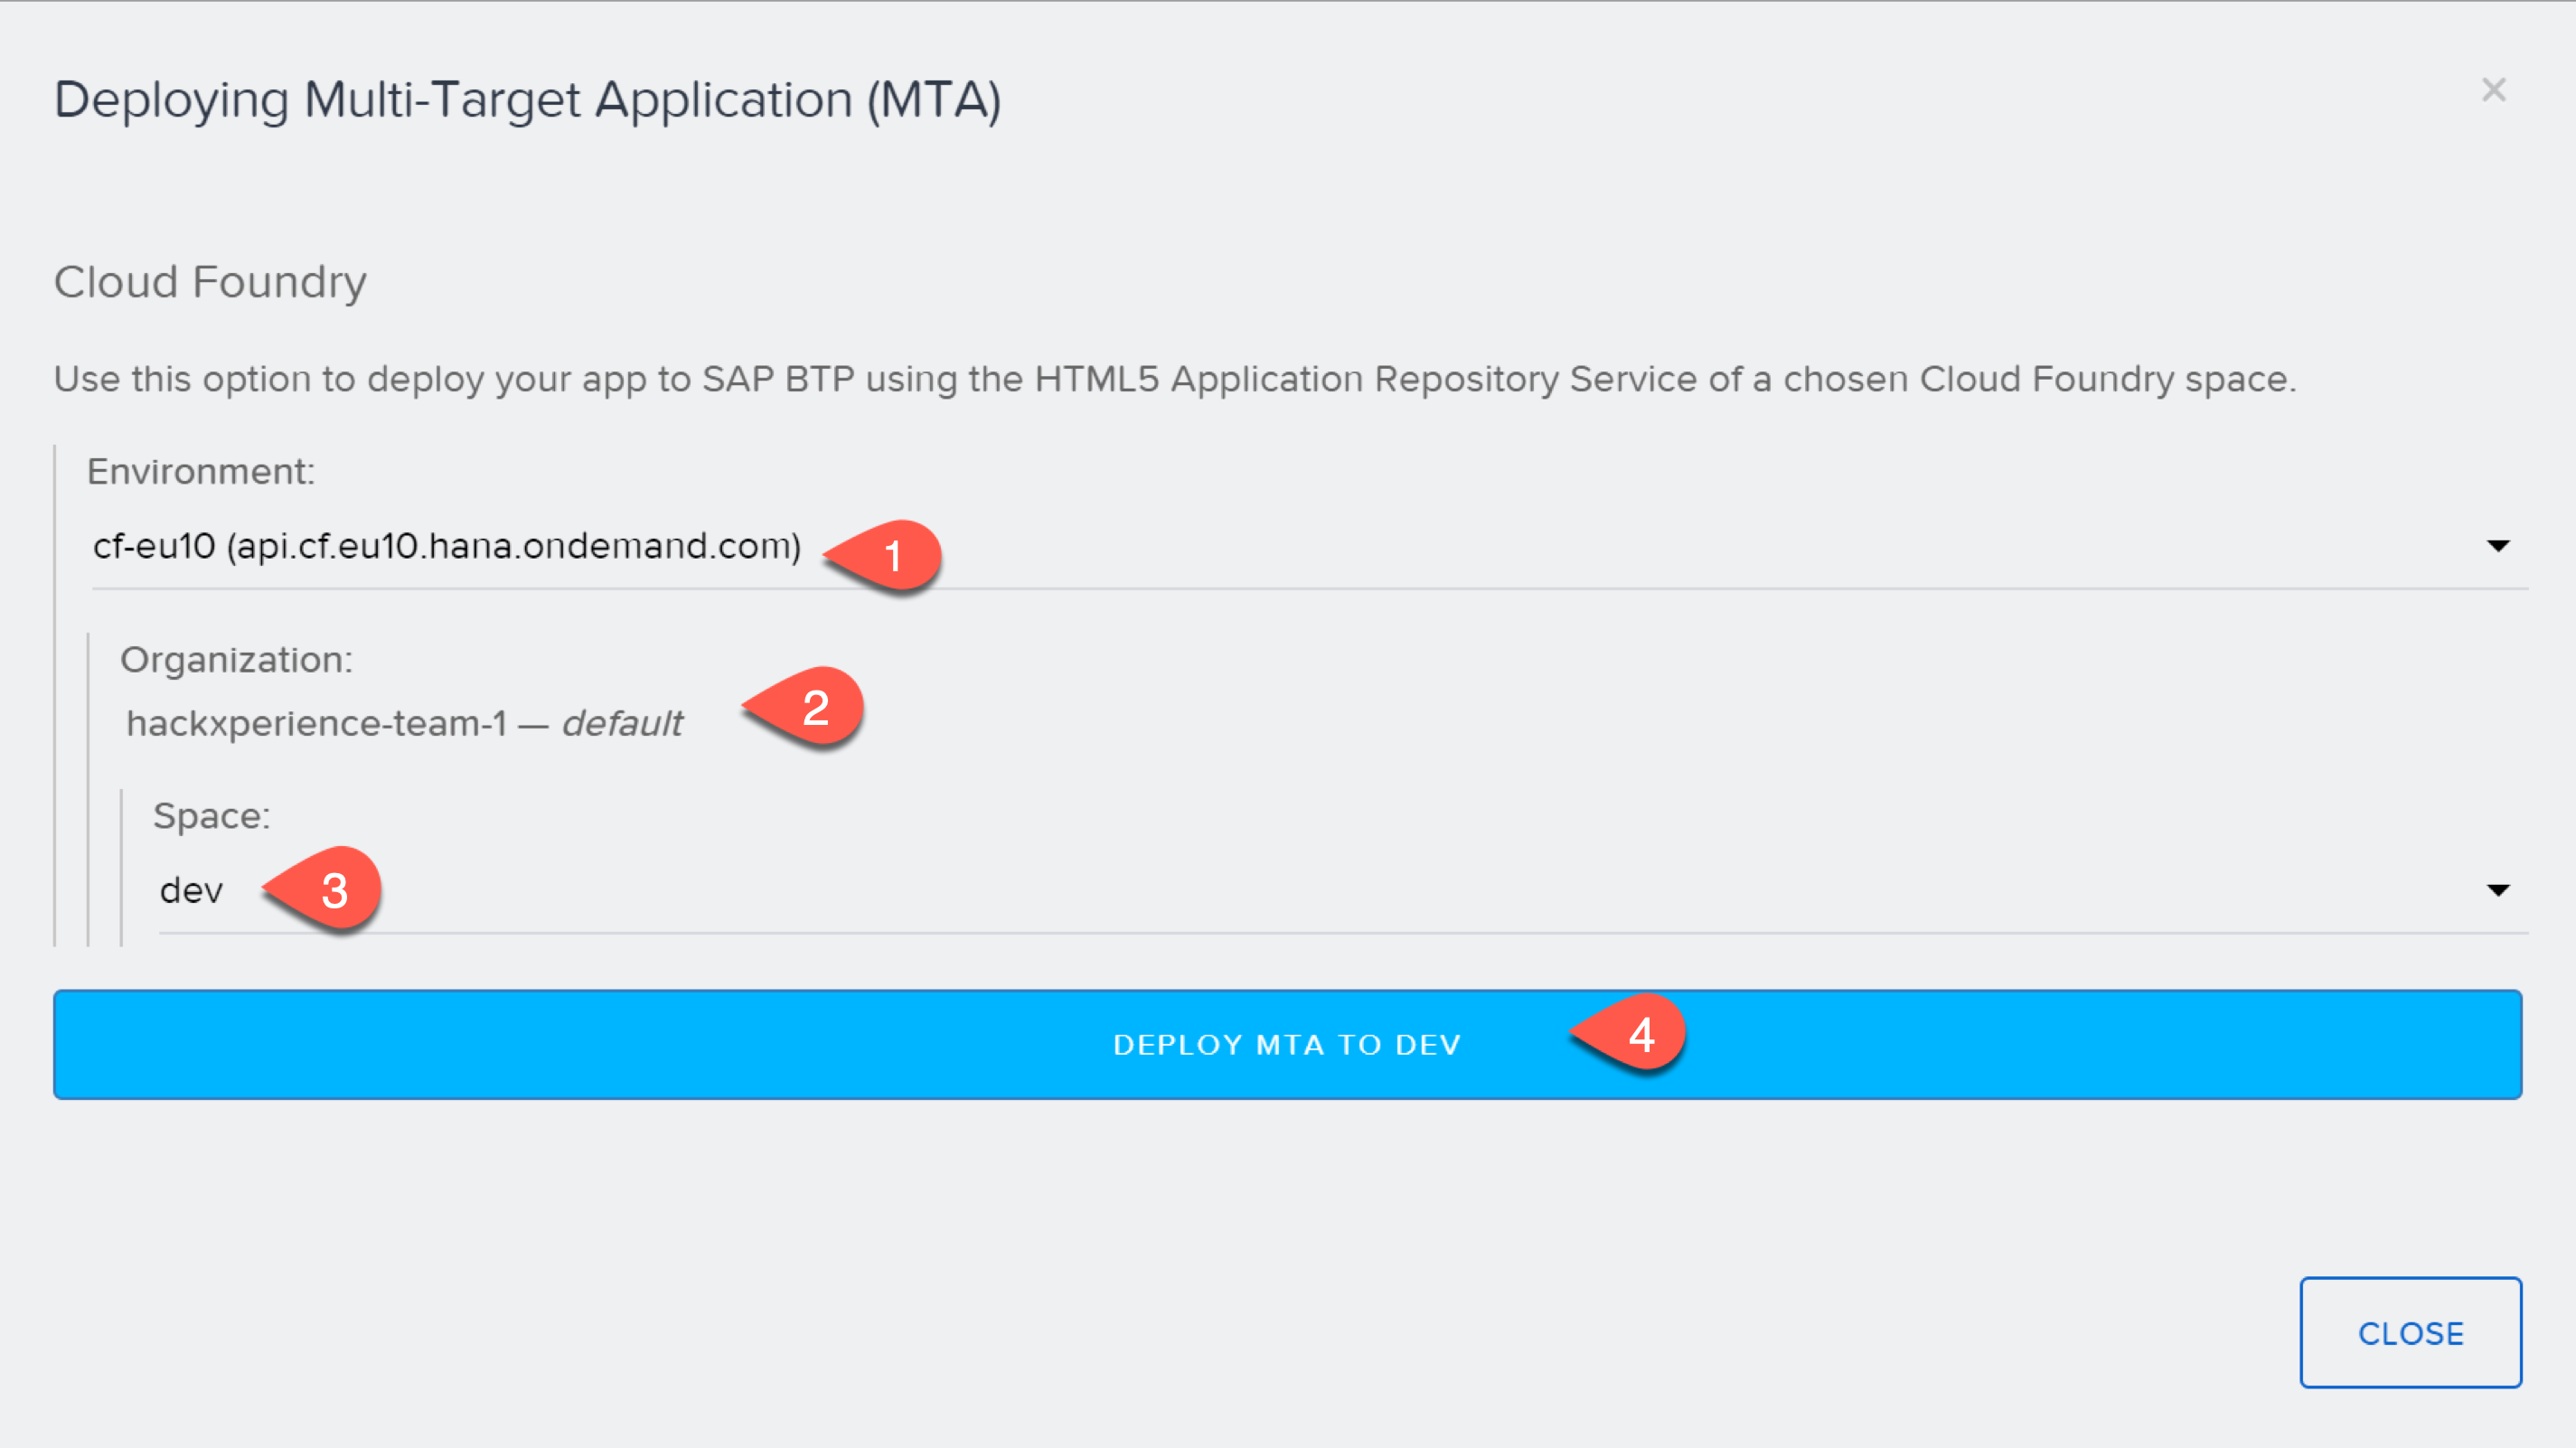 Deploying Multi-Target Application (MTA)
×
Cloud Foundry
Use this option to deploy your app to SAP BTP using the HTML5 Application Repository Service of a chosen Cloud Foundry space.
Environment:
cf-eu10 (api.cf.eu10.hana.ondemand.com)
1
Organization:
hackxperience-team-1 — default
2
Space:
dev
3
DEPLOY MTA TO DEV
4
CLOSE